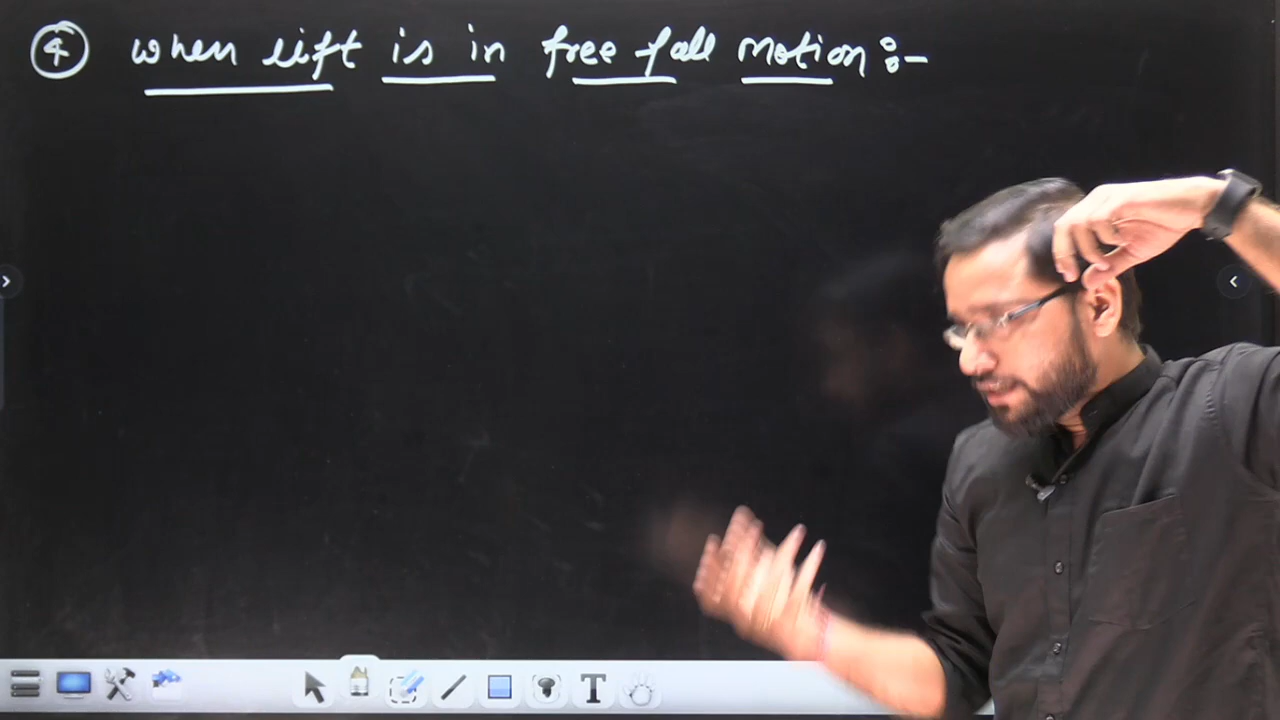 ④ when lift is in free fall motion :-
T